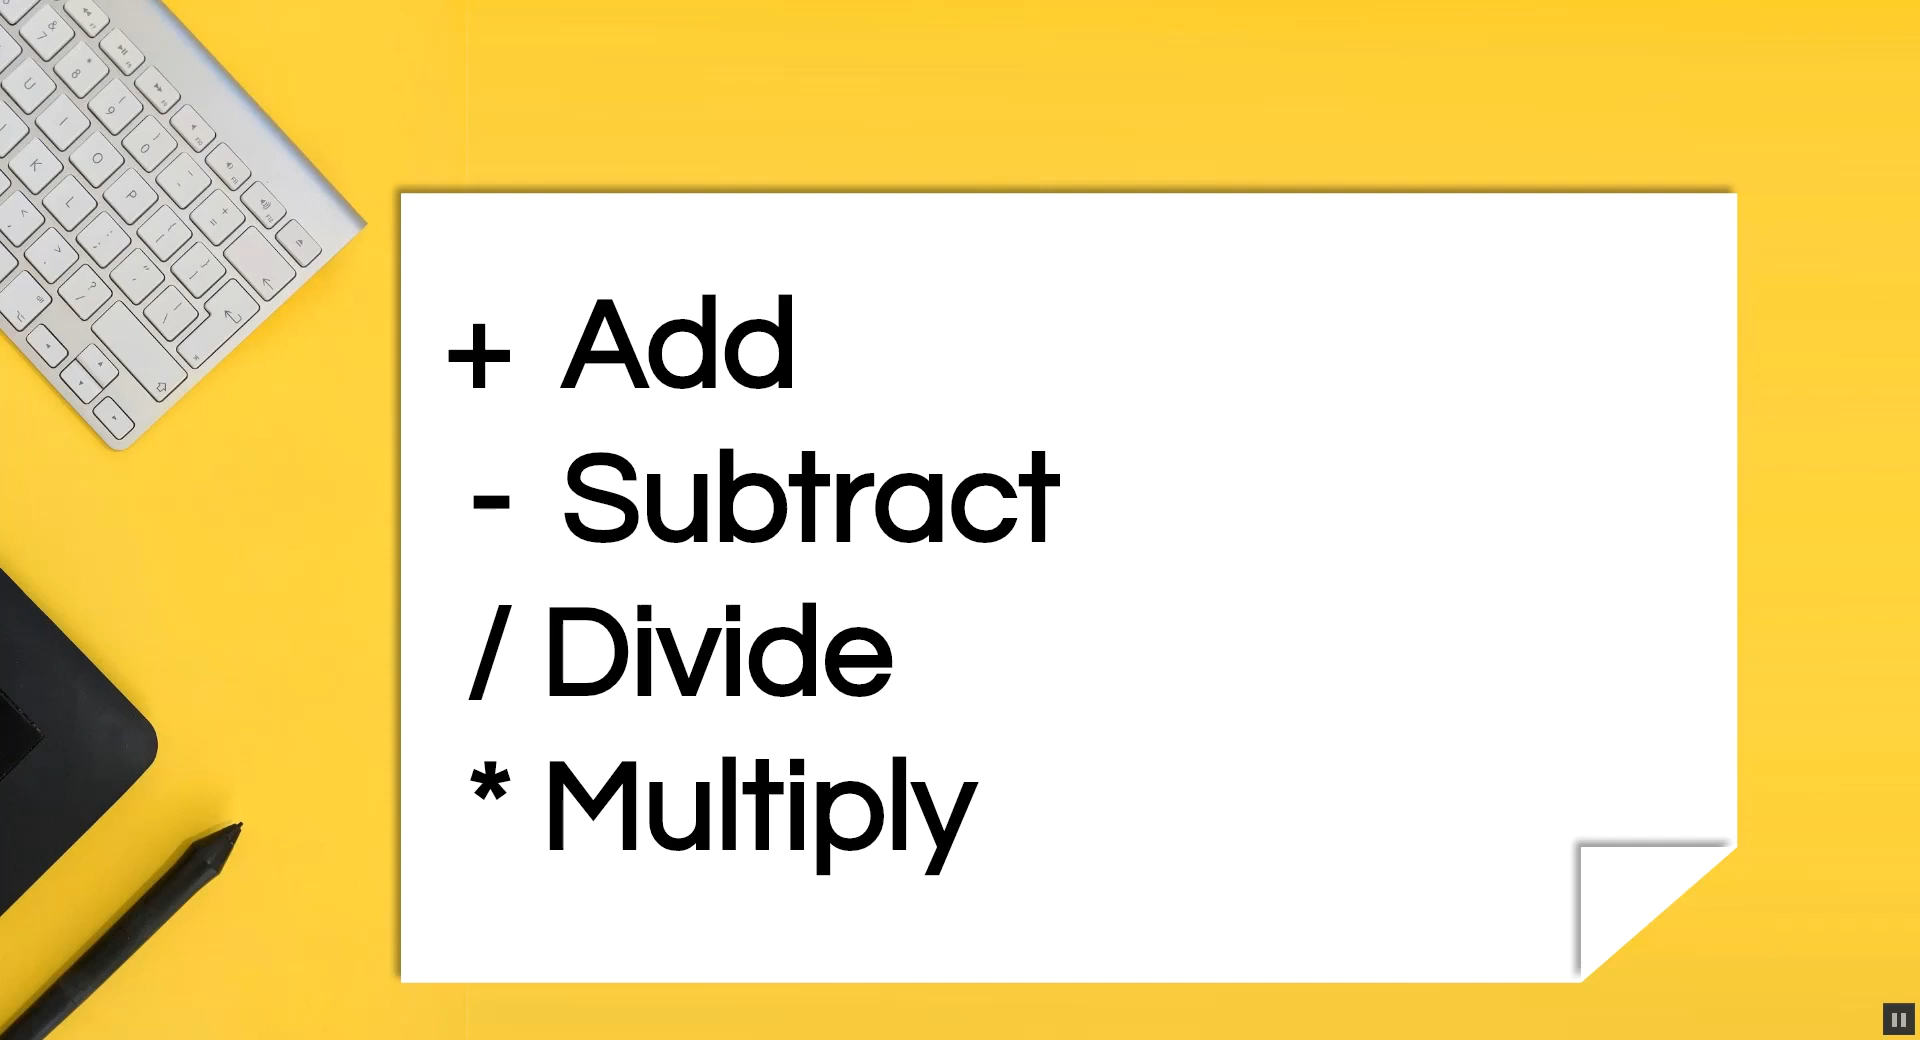 + Add
- Subtract
/ Divide
* Multiply